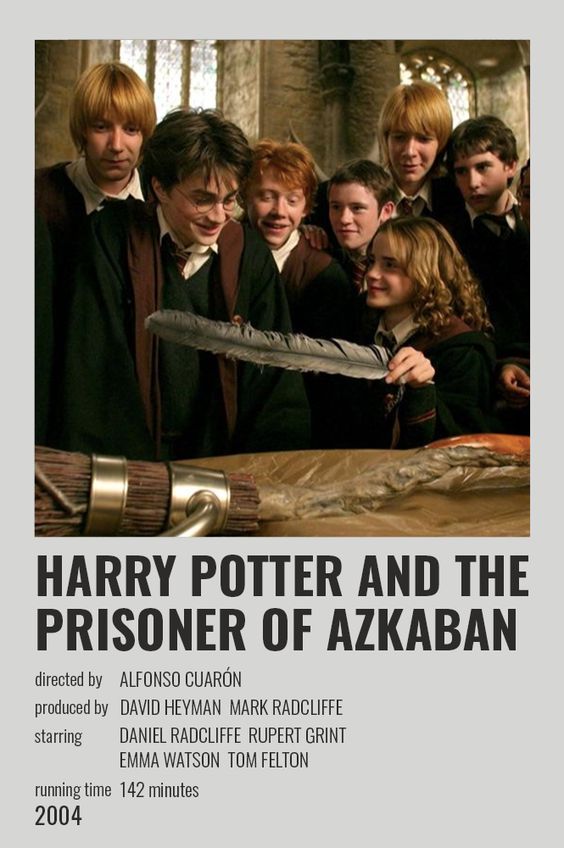 HARRY POTTER AND THE
PRISONER OF AZKABAN
directed by ALFONSO CUARÓN
produced by DAVID HEYMAN MARK RADCLIFFE
starring DANIEL RADCLIFFE RUPERT GRINT
EMMA WATSON TOM FELTON
running time 142 minutes
2004